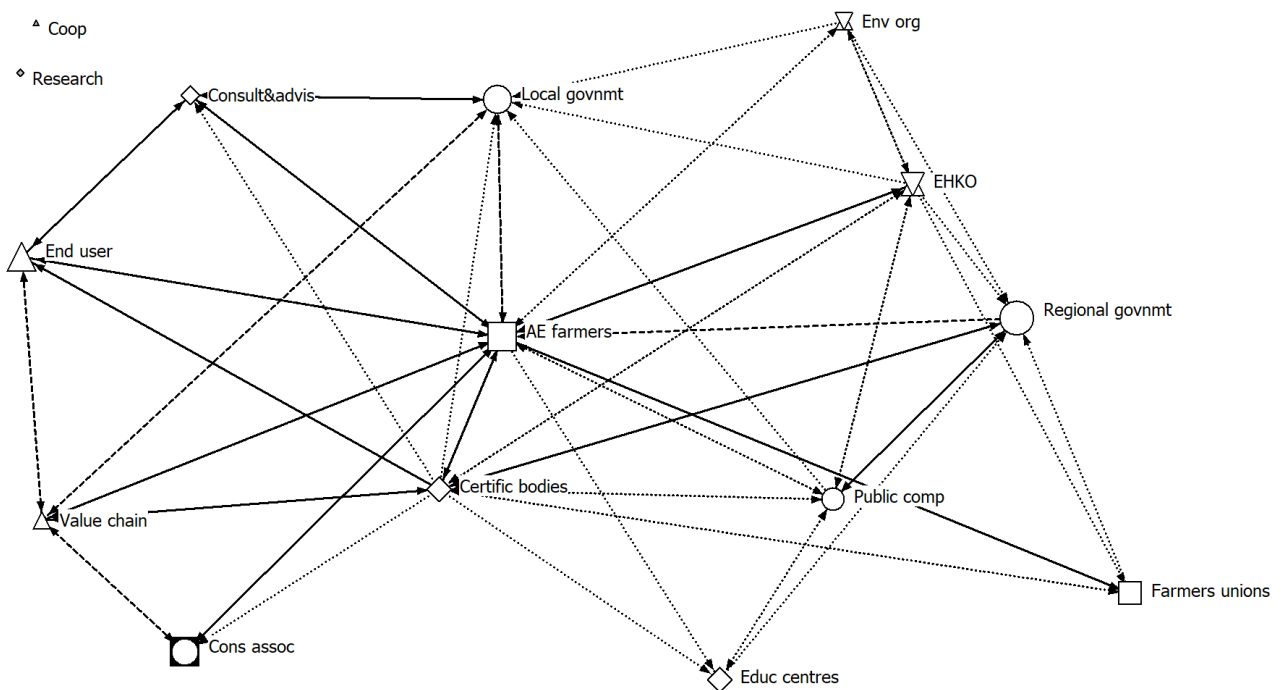 Env org
Coop
Research
Consult&advis
Local govnmt
EHKO
End user
Regional govnmt
AE farmers
Certific bodies
Public comp
Value chain
Farmers unions
Cons assoc
Educ centres